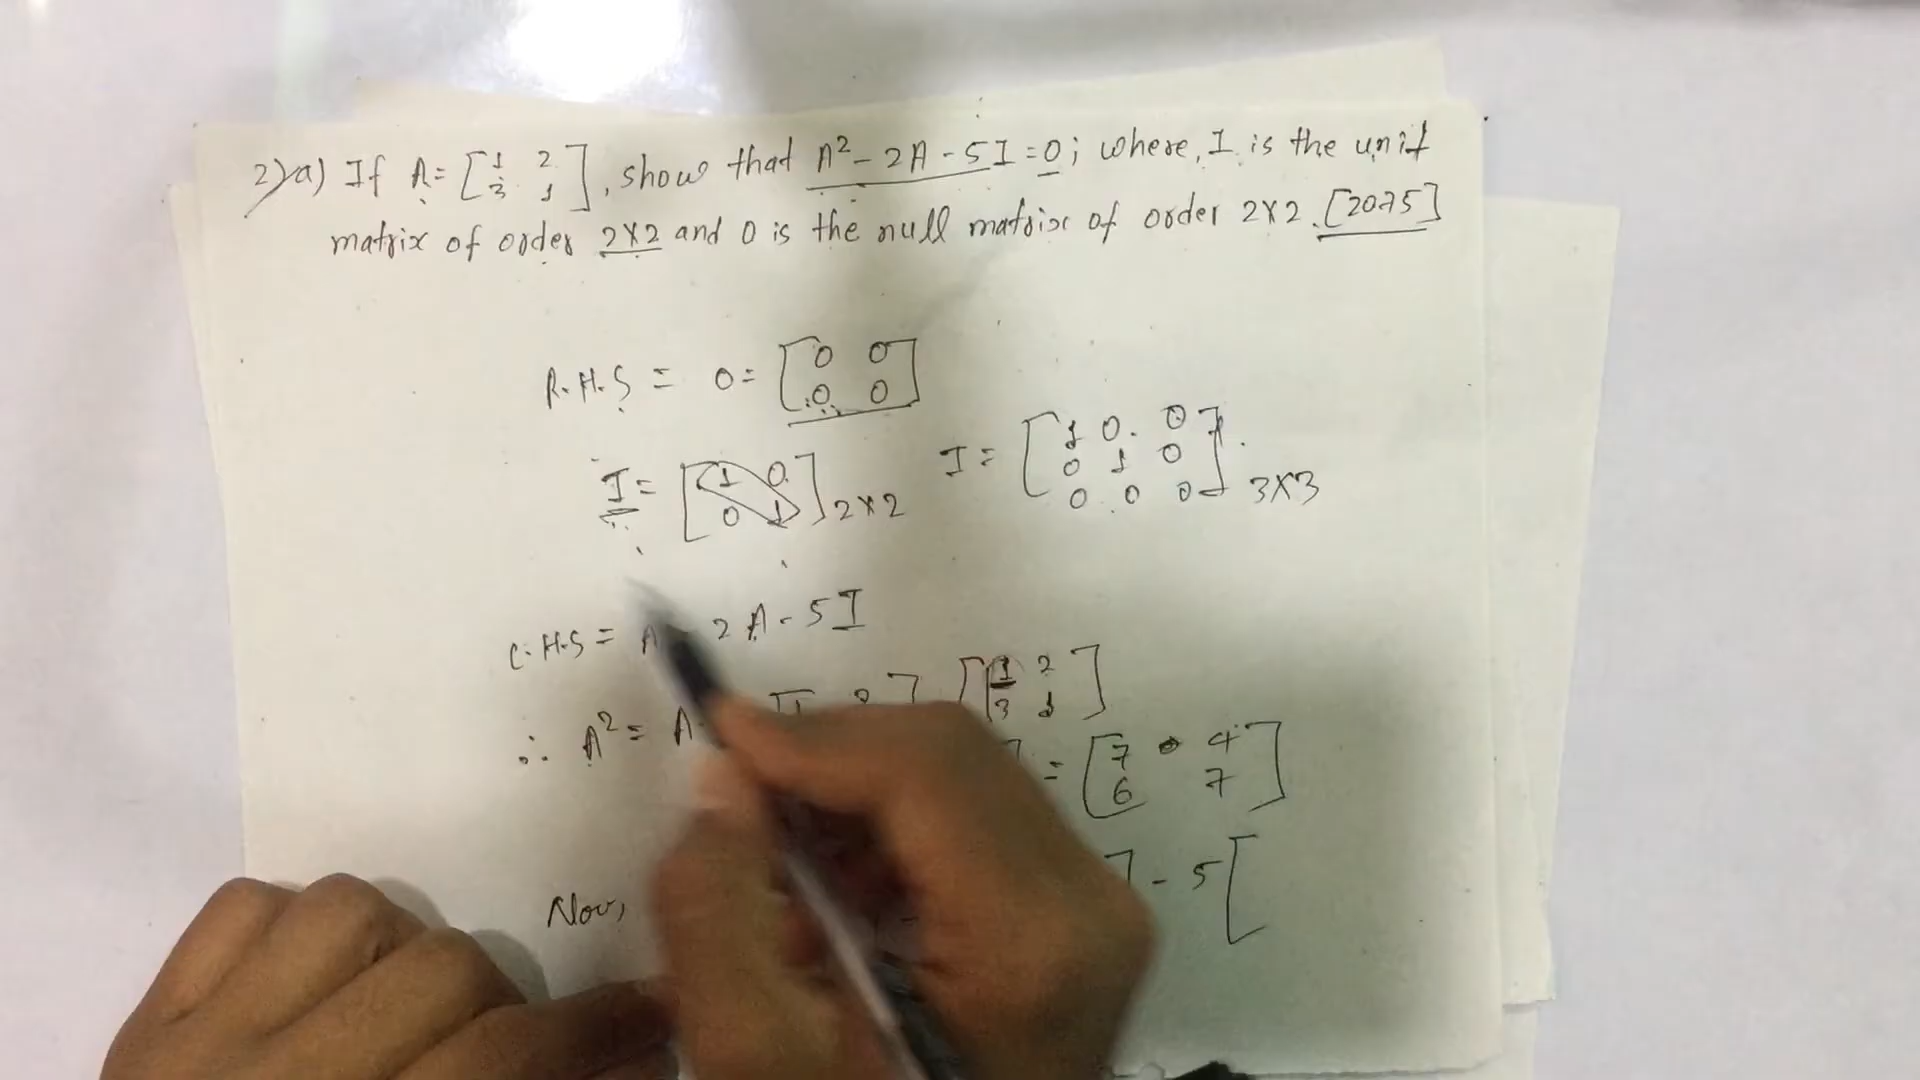 2) a) If A = [1 2
3 1], show that A² - 2A - 5I = 0; where, I is the unit
matrix of order 2×2 and 0 is the null matrix of order 2×2. [2075]
R.H.S = 0 = [0 0
0 0]
I = [1 0
0 1]2×2 I = [1 0 0
0 1 0
0 0 0]3×3
L.H.S = A 2A - 5I
∴ A² = A [1 2] [1 2
3 1]
= [7 4
6 7]
Now, ] - 5[